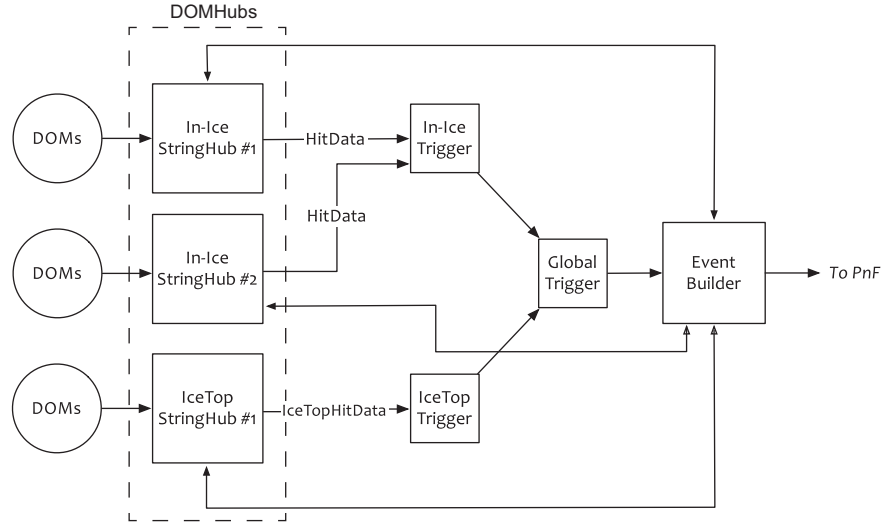 DOMHubs
DOMs
In-Ice
StringHub #1
HitData
In-Ice
Trigger
HitData
DOMs
In-Ice
StringHub #2
Global
Trigger
Event
Builder
To PnF
DOMs
IceTop
StringHub #1
IceTopHitData
IceTop
Trigger